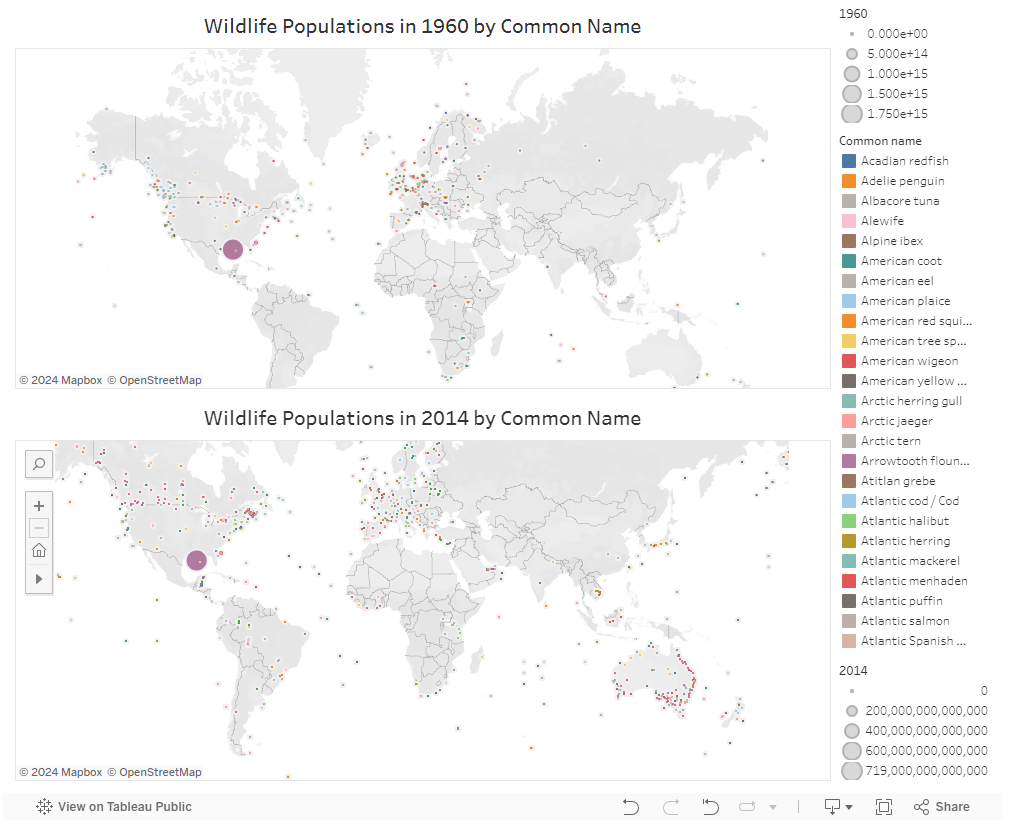 Wildlife Populations in 1960 by Common Name
© 2024 Mapbox © OpenStreetMap
Wildlife Populations in 2014 by Common Name
© 2024 Mapbox © OpenStreetMap
1960
0.000e+00
5.000e+14
1.000e+15
1.500e+15
1.750e+15
Common name
Acadian redfish
Adelie penguin
Albacore tuna
Alewife
Alpine ibex
American coot
American eel
American plaice
American red squi...
American tree sp...
American wigeon
American yellow ...
Arctic herring gull
Arctic jaeger
Arctic tern
Arrowtooth floun...
Atitlan grebe
Atlantic cod / Cod
Atlantic halibut
Atlantic herring
Atlantic mackerel
Atlantic menhaden
Atlantic puffin
Atlantic salmon
Atlantic Spanish ...
2014
0
200,000,000,000,000
400,000,000,000,000
600,000,000,000,000
719,000,000,000,000
View on Tableau Public
Share